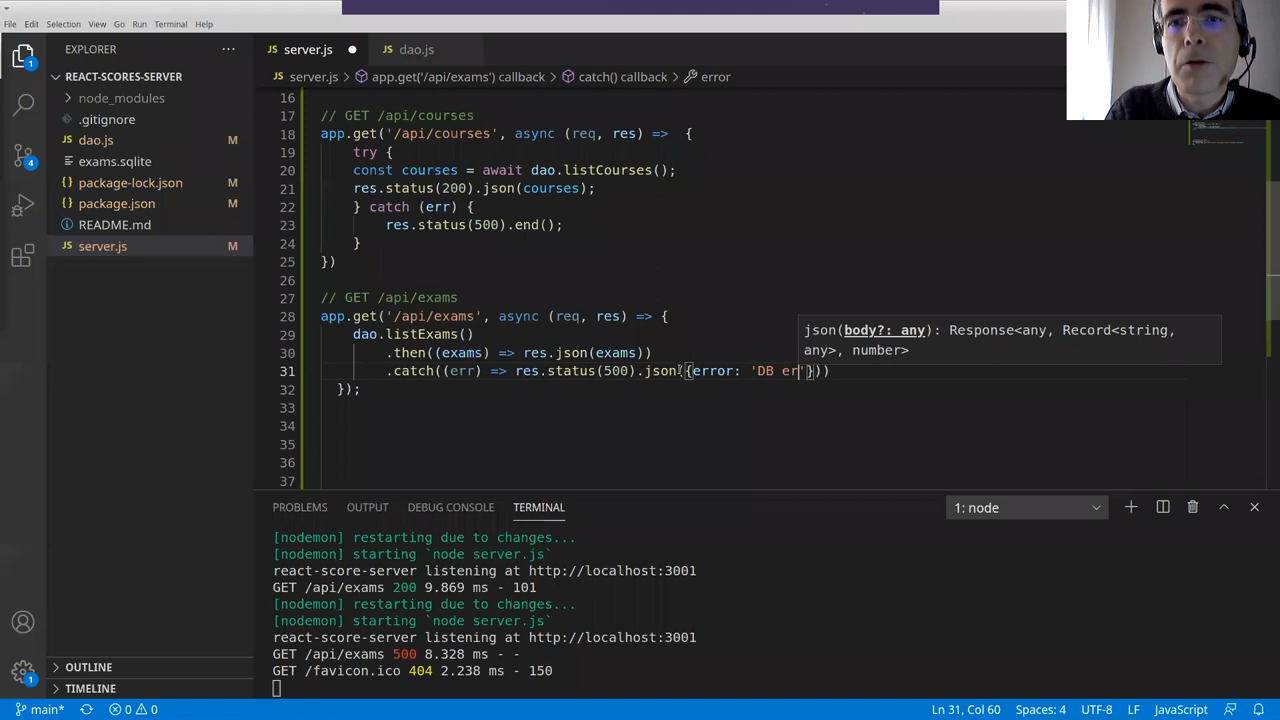 File Edit Selection View Go Run Terminal Help
EXPLORER
JS server.js
JS dao.js
REACT-SCORES-SERVER
node_modules
.gitignore
dao.js M
exams.sqlite
package-lock.json M
package.json M
README.md
server.js M
OUTLINE
TIMELINE
JS server.js > app.get('/api/exams') callback > catch() callback > error
16
17 // GET /api/courses
18 app.get('/api/courses', async (req, res) => {
19 try {
20 const courses = await dao.listCourses();
21 res.status(200).json(courses);
22 } catch (err) {
23 res.status(500).end();
24 }
25 })
26
27 // GET /api/exams
28 app.get('/api/exams', async (req, res) => {
29 dao.listExams()
30 .then((exams) => res.json(exams))
31 .catch((err) => res.status(500).json({error: 'DB er'}))
32 });
33
34
35
36
37
json(body?: any): Response<any, Record<string,
any>, number>
PROBLEMS OUTPUT DEBUG CONSOLE TERMINAL
1: node
[nodemon] restarting due to changes...
[nodemon] starting `node server.js`
react-score-server listening at http://localhost:3001
GET /api/exams 200 9.869 ms - 101
[nodemon] restarting due to changes...
[nodemon] starting `node server.js`
react-score-server listening at http://localhost:3001
GET /api/exams 500 8.328 ms - -
GET /favicon.ico 404 2.238 ms - 150
main* 0 0 Ln 31, Col 60 Spaces: 4 UTF-8 LF JavaScript